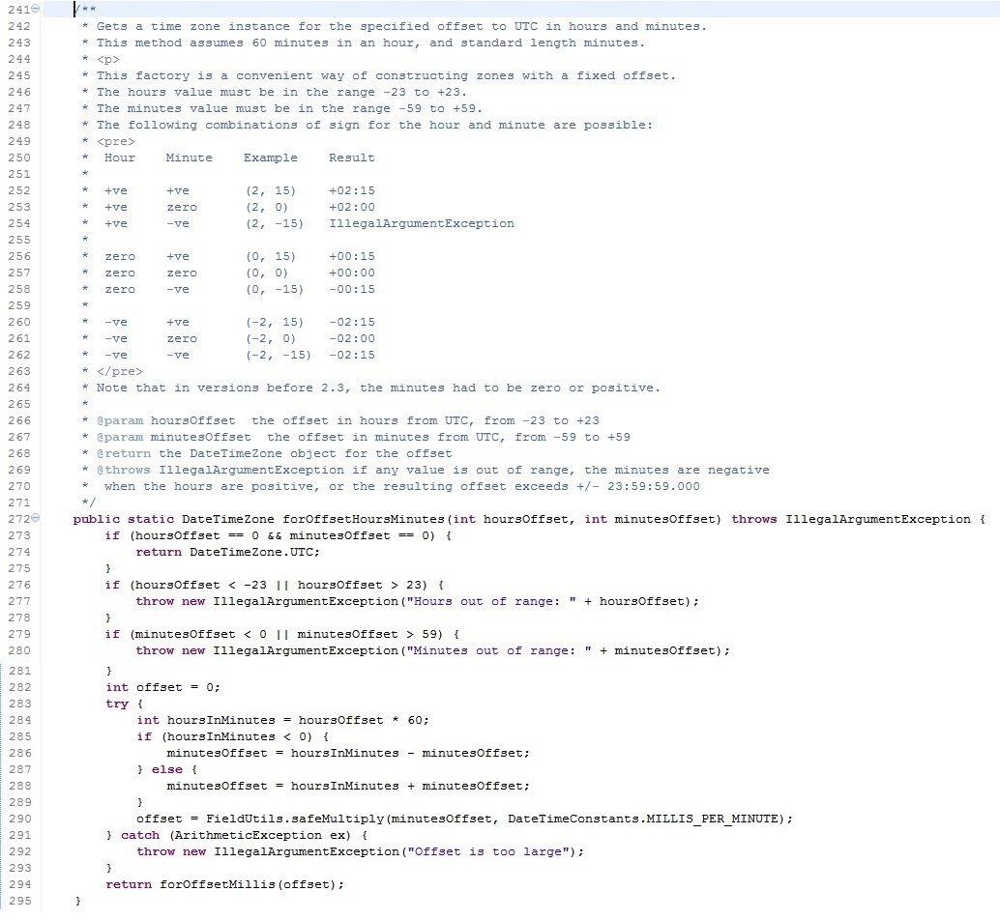 241 /**
242 * Gets a time zone instance for the specified offset to UTC in hours and minutes.
243 * This method assumes 60 minutes in an hour, and standard length minutes.
244 * <p>
245 * This factory is a convenient way of constructing zones with a fixed offset.
246 * The hours value must be in the range -23 to +23.
247 * The minutes value must be in the range -59 to +59.
248 * The following combinations of sign for the hour and minute are possible:
249 * <pre>
250 *  Hour    Minute    Example    Result
251 *
252 *  +ve     +ve       (2, 15)    +02:15
253 *  +ve     zero      (2, 0)     +02:00
254 *  +ve     -ve       (2, -15)   IllegalArgumentException
255 *
256 *  zero    +ve       (0, 15)    +00:15
257 *  zero    zero      (0, 0)     +00:00
258 *  zero    -ve       (0, -15)   -00:15
259 *
260 *  -ve     +ve       (-2, 15)   -02:15
261 *  -ve     zero      (-2, 0)    -02:00
262 *  -ve     -ve       (-2, -15)  -02:15
263 * </pre>
264 * Note that in versions before 2.3, the minutes had to be zero or positive.
265 *
266 * @param hoursOffset  the offset in hours from UTC, from -23 to +23
267 * @param minutesOffset  the offset in minutes from UTC, from -59 to +59
268 * @return the DateTimeZone object for the offset
269 * @throws IllegalArgumentException if any value is out of range, the minutes are negative
270 *  when the hours are positive, or the resulting offset exceeds +/- 23:59:59.000
271 */
272 public static DateTimeZone forOffsetHoursMinutes(int hoursOffset, int minutesOffset) throws IllegalArgumentException {
273     if (hoursOffset == 0 && minutesOffset == 0) {
274         return DateTimeZone.UTC;
275     }
276     if (hoursOffset < -23 || hoursOffset > 23) {
277         throw new IllegalArgumentException("Hours out of range: " + hoursOffset);
278     }
279     if (minutesOffset < 0 || minutesOffset > 59) {
280         throw new IllegalArgumentException("Minutes out of range: " + minutesOffset);
281     }
282     int offset = 0;
283     try {
284         int hoursInMinutes = hoursOffset * 60;
285         if (hoursInMinutes < 0) {
286             minutesOffset = hoursInMinutes - minutesOffset;
287         } else {
288             minutesOffset = hoursInMinutes + minutesOffset;
289         }
290         offset = FieldUtils.safeMultiply(minutesOffset, DateTimeConstants.MILLIS_PER_MINUTE);
291     } catch (ArithmeticException ex) {
292         throw new IllegalArgumentException("Offset is too large");
293     }
294     return forOffsetMillis(offset);
295 }